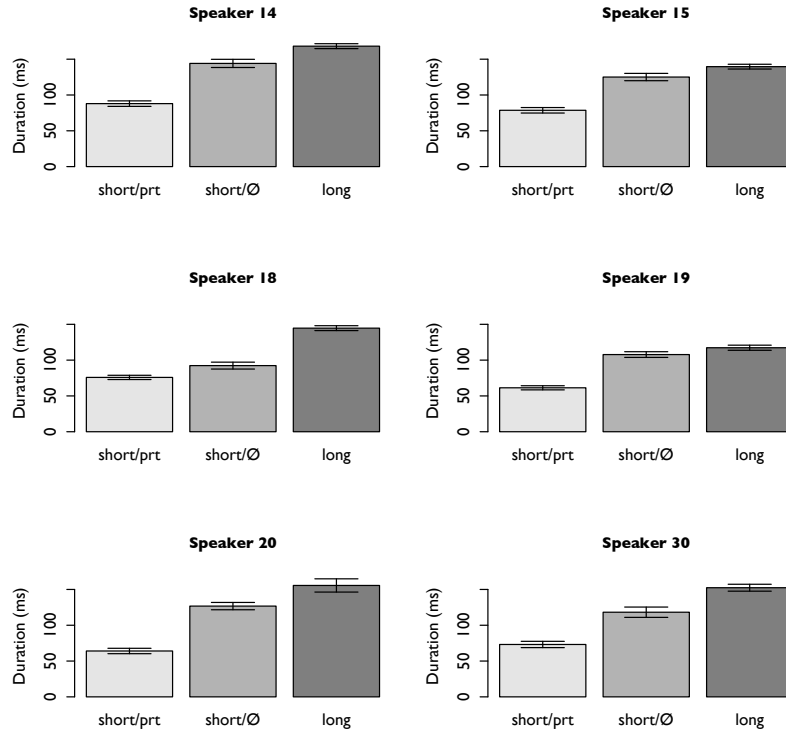 Speaker 14
Duration (ms)
0 50 100
short/prt short/Ø long
Speaker 15
Duration (ms)
0 50 100
short/prt short/Ø long
Speaker 18
Duration (ms)
0 50 100
short/prt short/Ø long
Speaker 19
Duration (ms)
0 50 100
short/prt short/Ø long
Speaker 20
Duration (ms)
0 50 100
short/prt short/Ø long
Speaker 30
Duration (ms)
0 50 100
short/prt short/Ø long